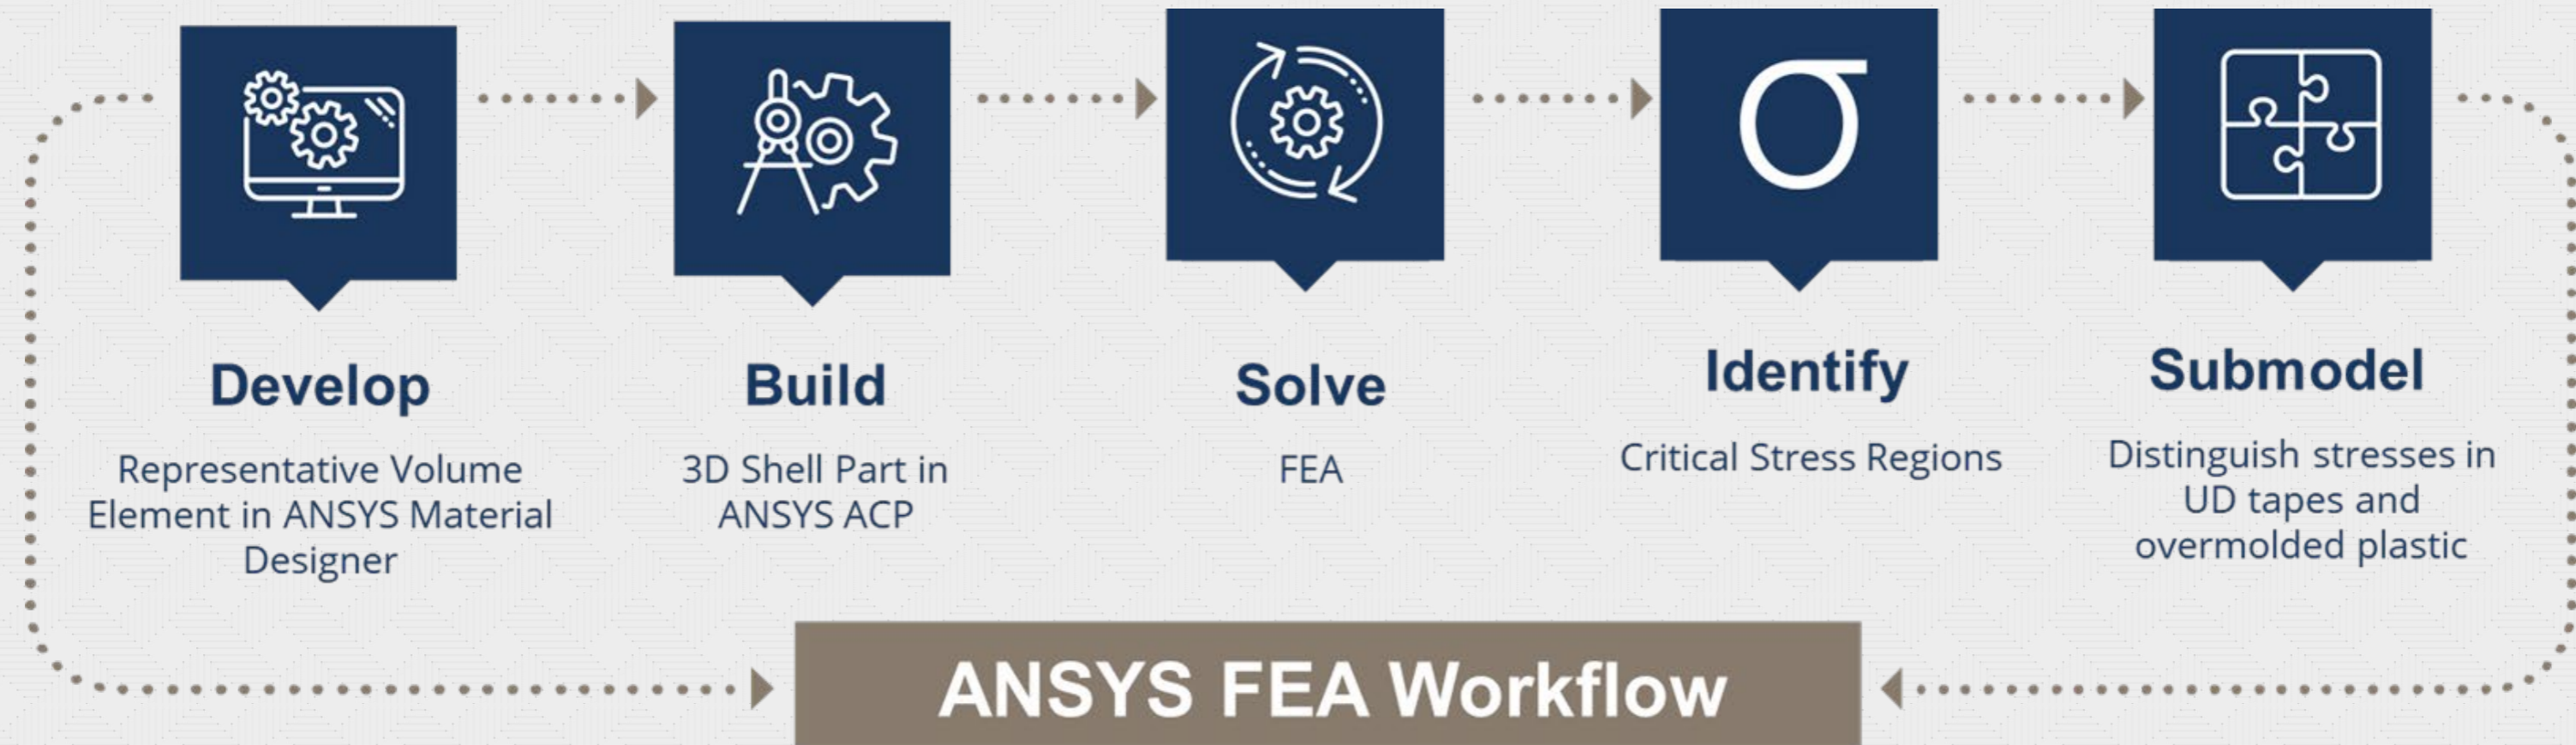 σ
Develop
Representative Volume
Element in ANSYS Material
Designer
Build
3D Shell Part in
ANSYS ACP
Solve
FEA
Identify
Critical Stress Regions
Submodel
Distinguish stresses in
UD tapes and
overmolded plastic
ANSYS FEA Workflow